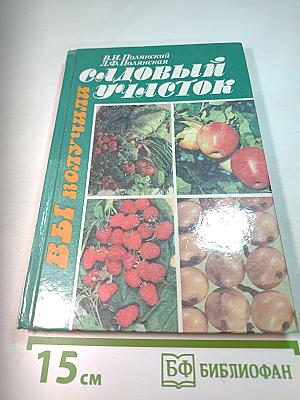 В.И.Полянский
Л.Ф.Полянская
ВЫ ПОЛУЧИЛИ
САДОВЫЙ
УЧАСТОК
15 см
БФ БИБЛИОФАН